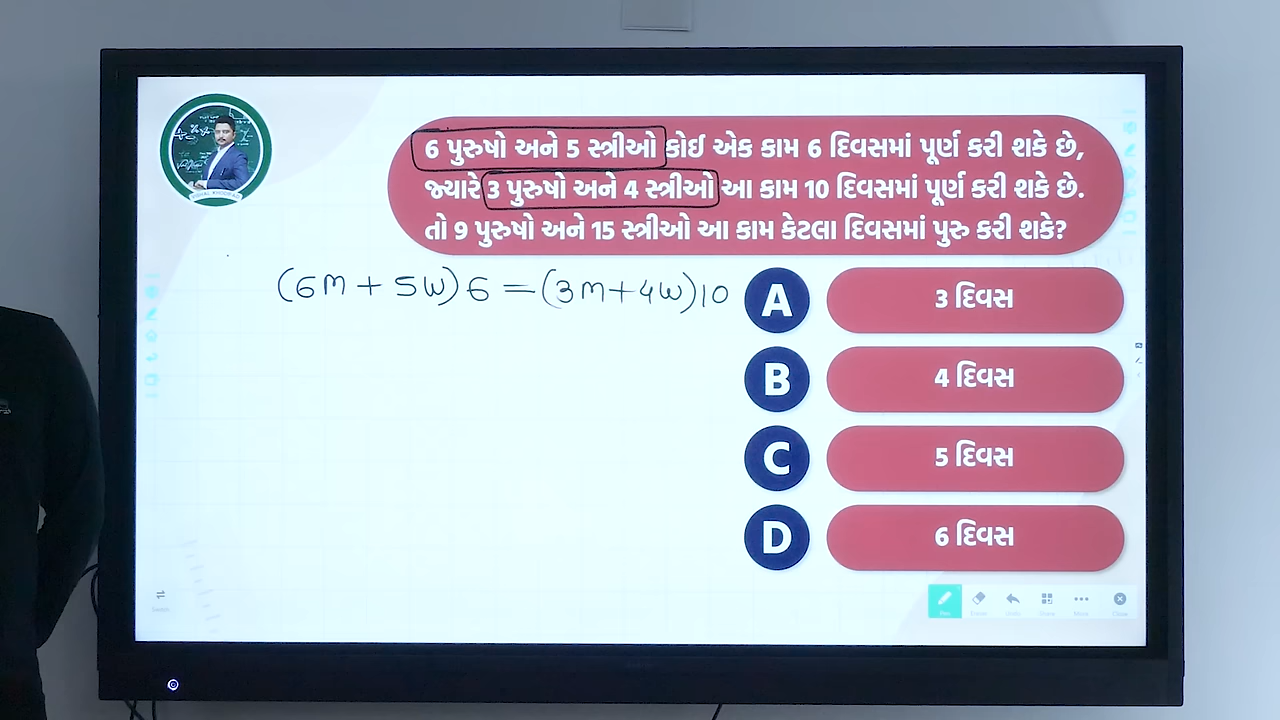 6 પુરુષો અને 5 સ્ત્રીઓ કોઈ એક કામ 6 દિવસમાં પૂર્ણ કરી શકે છે,
જ્યારે 3 પુરુષો અને 4 સ્ત્રીઓ આ કામ 10 દિવસમાં પૂર્ણ કરી શકે છે.
તો 9 પુરુષો અને 15 સ્ત્રીઓ આ કામ કેટલા દિવસમાં પુરુ કરી શકે?
(6M + 5W) 6 = (3M+4W) 10
A 3 દિવસ
B 4 દિવસ
C 5 દિવસ
D 6 દિવસ